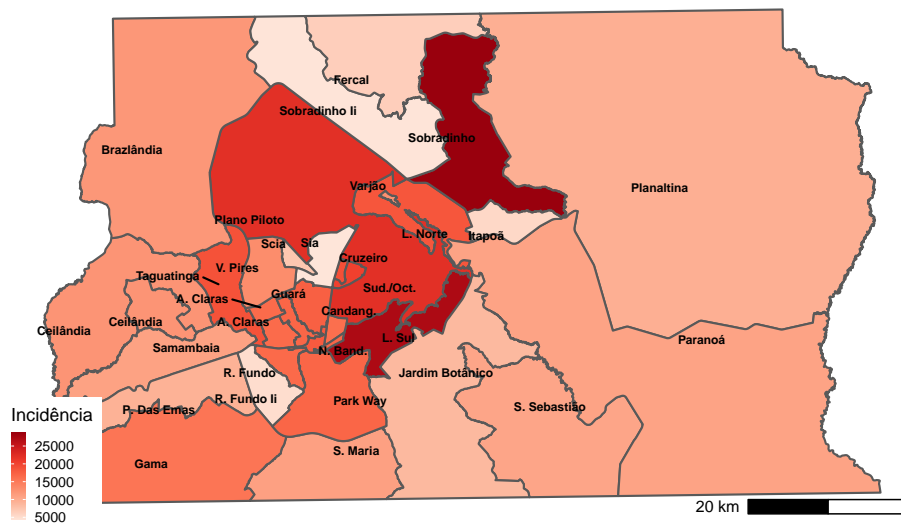 Fercal
Sobradinho Ii
Sobradinho
Brazlândia
Varjão
Planaltina
Plano Piloto
L. Norte
Itapoã
Scia
Sia
Cruzeiro
V. Pires
Taguatinga
Guará
Sud./Oct.
A. Claras
Candang.
Ceilândia
Ceilândia
A. Claras
L. Sul
Paranoá
Samambaia
N. Band.
R. Fundo
Jardim Botânico
R. Fundo Ii
Park Way
P. Das Emas
S. Sebastião
S. Maria
Gama
Incidência
25000
20000
15000
10000
5000
20 km